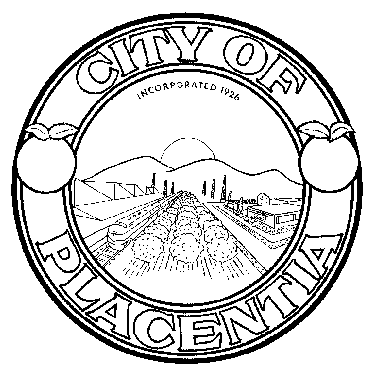 CITY OF
INCORPORATED 1926
PLACENTIA